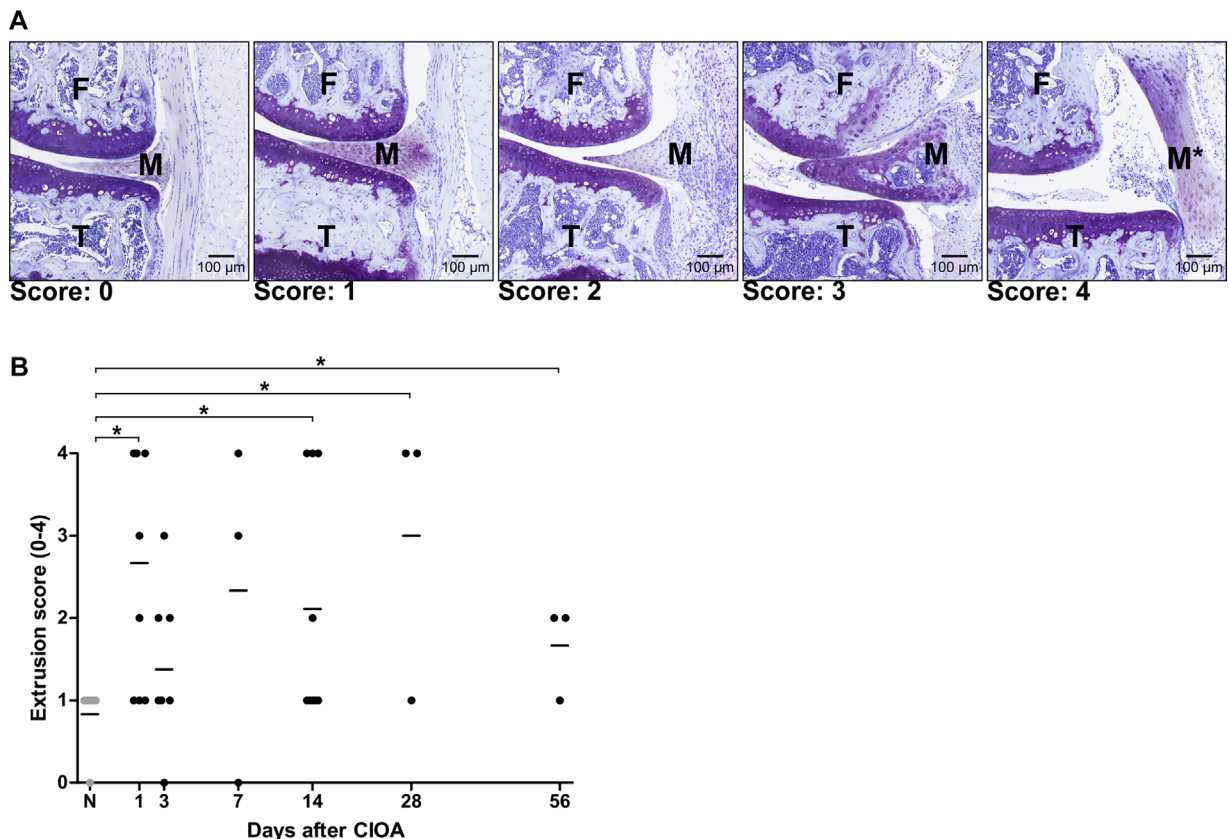 A
F
M
T
100 µm
F
M
T
100 µm
F
M
T
100 µm
F
M
T
100 µm
F
M*
T
100 µm
Score: 0
Score: 1
Score: 2
Score: 3
Score: 4
B
*
*
*
*
Extrusion score (0-4)
4
3
2
1
0
N 1 3 7 14 28 56
Days after CIOA